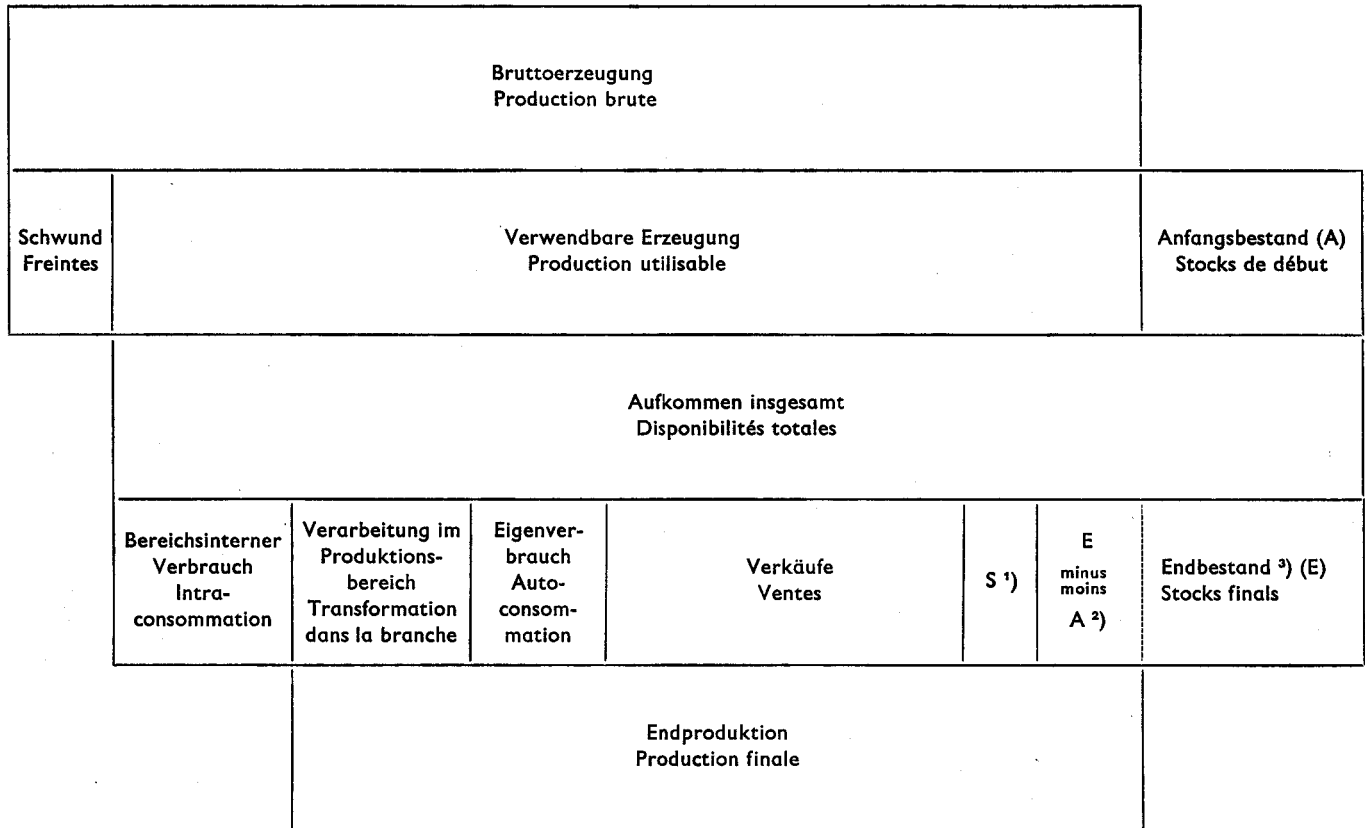 Bruttoerzeugung
Production brute
Schwund
Freintes
Verwendbare Erzeugung
Production utilisable
Anfangsbestand (A)
Stocks de début
Aufkommen insgesamt
Disponibilités totales
Bereichsinterner
Verbrauch
Intra-
consommation
Verarbeitung im
Produktions-
bereich
Transformation
dans la branche
Eigenver-
brauch
Auto-
consom-
mation
Verkäufe
Ventes
S ¹)
E
minus
moins
A ²)
Endbestand ³) (E)
Stocks finals
Endproduktion
Production finale